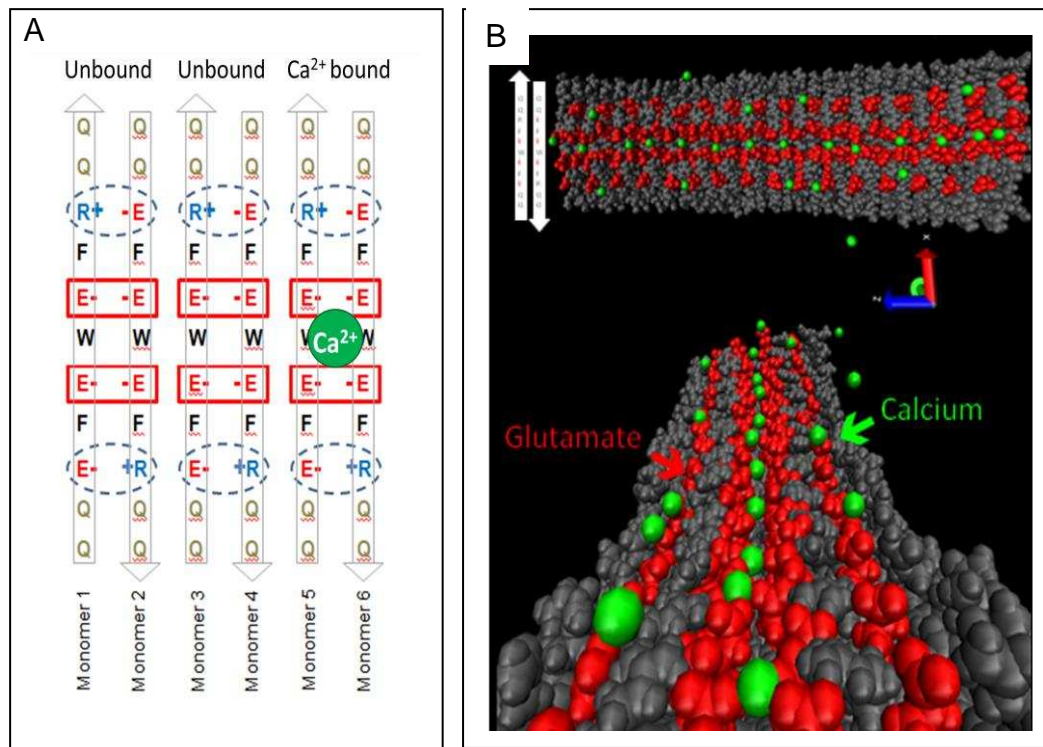 A
Unbound Unbound Ca²⁺ bound
Q Q Q Q Q Q
Q Q Q Q Q Q
R+ -E R+ -E R+ -E
F F F F F F
E- -E E- -E E- -E
W W W W W Ca²⁺ W
E- -E E- -E E- -E
F F F F F F
E- +R E- +R E- +R
Q Q Q Q Q Q
Q Q Q Q Q Q
Monomer 1
Monomer 2
Monomer 3
Monomer 4
Monomer 5
Monomer 6
B
X
Z
Calcium
Glutamate